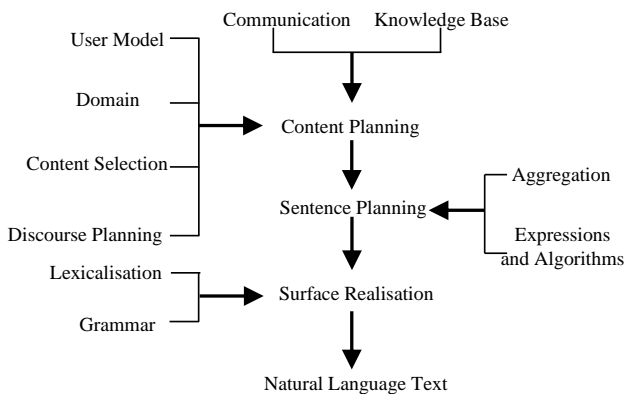 Communication
Knowledge Base
User Model
Domain
Content Planning
Content Selection
Aggregation
Sentence Planning
Discourse Planning
Expressions
and Algorithms
Lexicalisation
Surface Realisation
Grammar
Natural Language Text